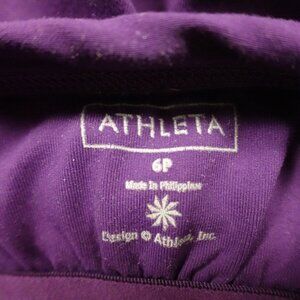 ATHLETA
6P
Made In Philippines
Design © Athleta, Inc.